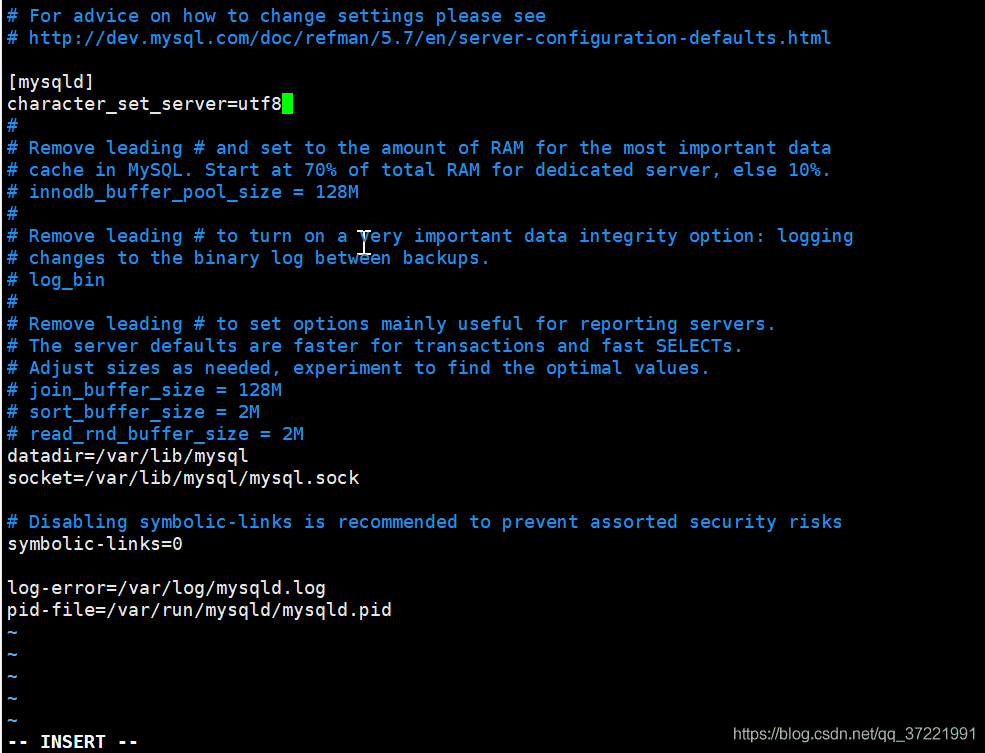 # For advice on how to change settings please see
# http://dev.mysql.com/doc/refman/5.7/en/server-configuration-defaults.html
[mysqld]
character_set_server=utf8
#
# Remove leading # and set to the amount of RAM for the most important data
# cache in MySQL. Start at 70% of total RAM for dedicated server, else 10%.
# innodb_buffer_pool_size = 128M
#
# Remove leading # to turn on a very important data integrity option: logging
# changes to the binary log between backups.
# log_bin
#
# Remove leading # to set options mainly useful for reporting servers.
# The server defaults are faster for transactions and fast SELECTs.
# Adjust sizes as needed, experiment to find the optimal values.
# join_buffer_size = 128M
# sort_buffer_size = 2M
# read_rnd_buffer_size = 2M
datadir=/var/lib/mysql
socket=/var/lib/mysql/mysql.sock
# Disabling symbolic-links is recommended to prevent assorted security risks
symbolic-links=0
log-error=/var/log/mysqld.log
pid-file=/var/run/mysqld/mysqld.pid
~
~
~
~
~
-- INSERT --
https://blog.csdn.net/qq_37221991